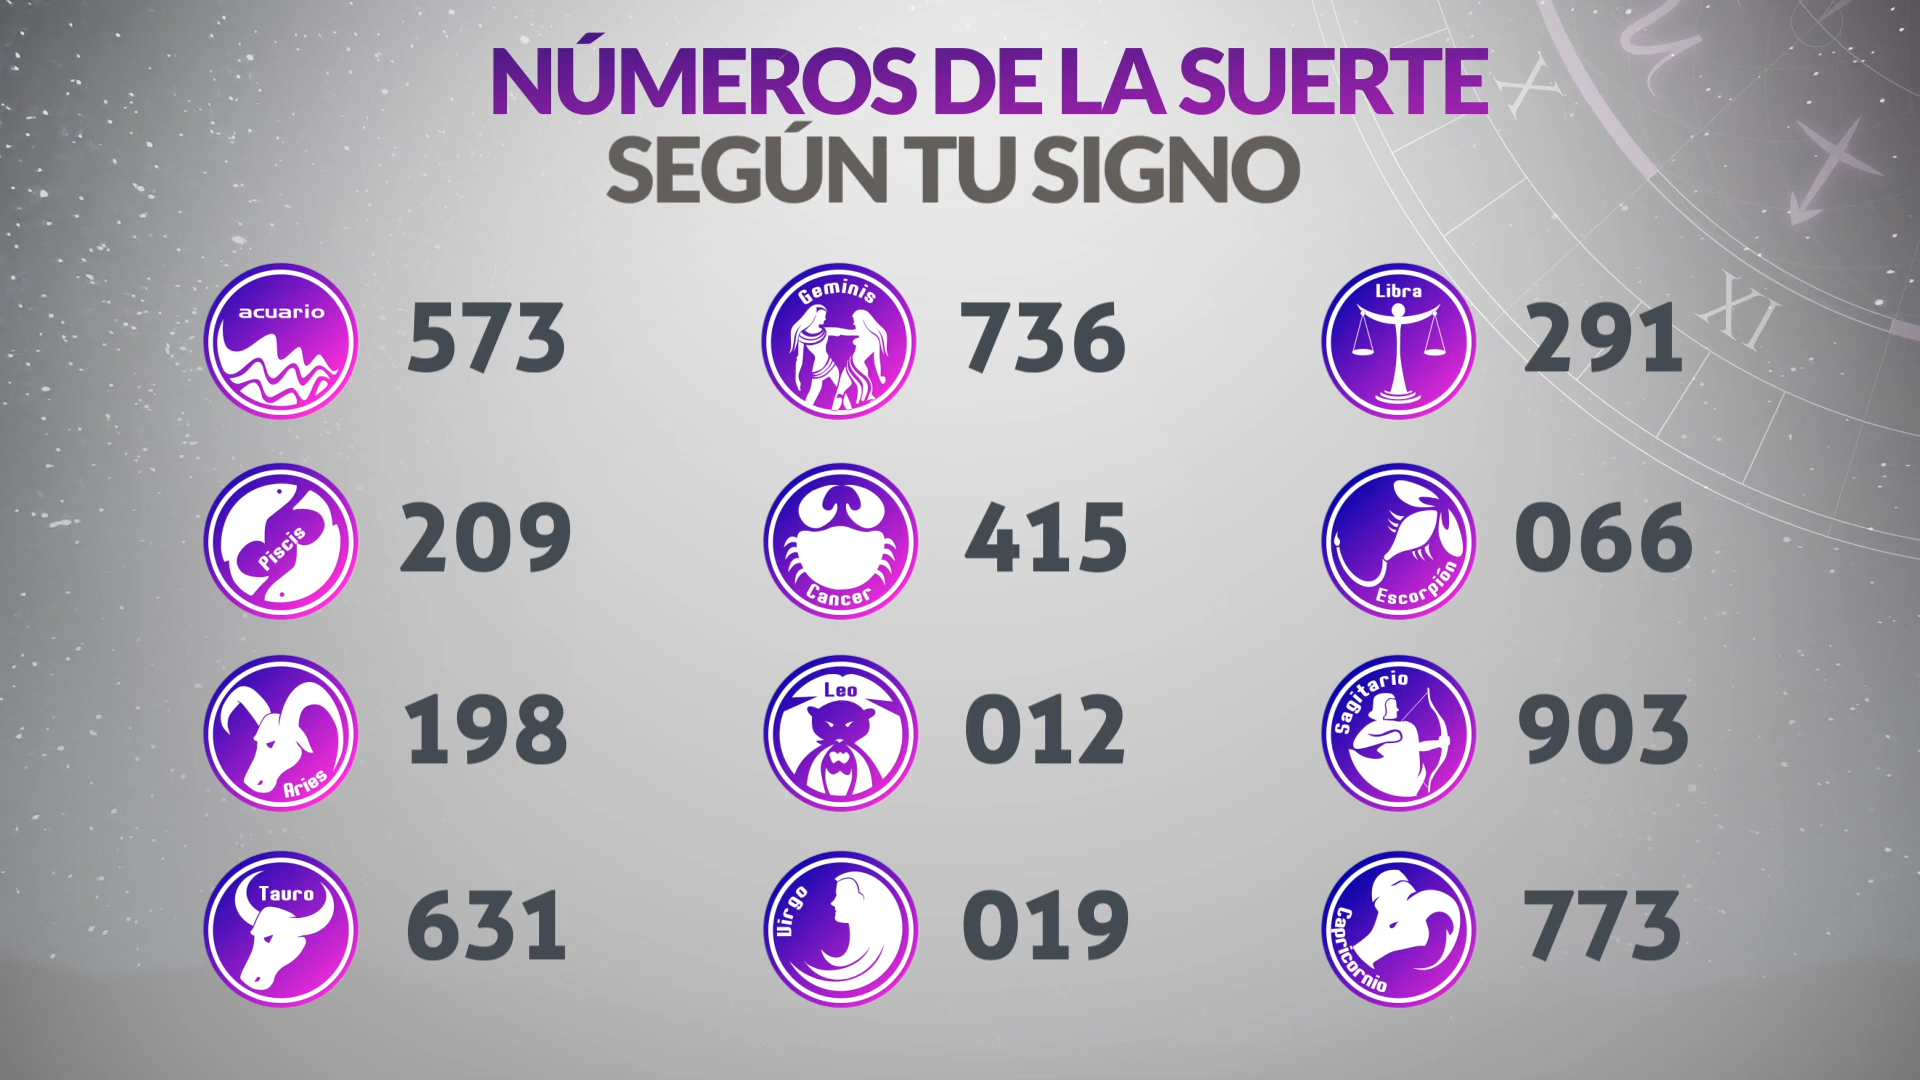 NÚMEROS DE LA SUERTE
SEGÚN TU SIGNO
acuario 573
Geminis 736
Libra 291
Piscis 209
Cancer 415
Escorpión 066
Aries 198
Leo 012
Sagitario 903
Tauro 631
Virgo 019
Capricornio 773
X
XI